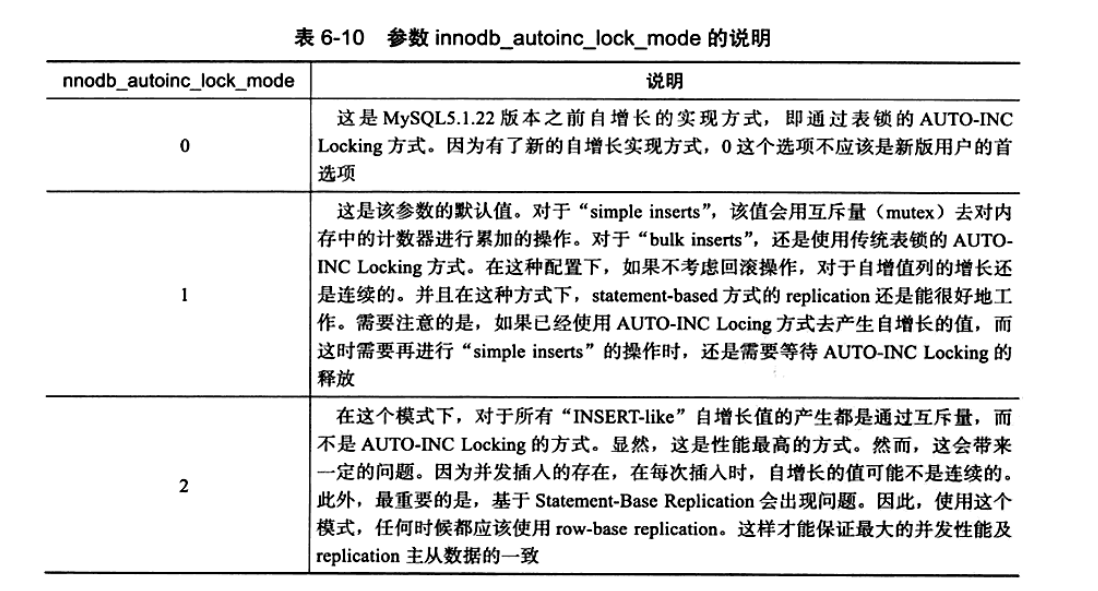 表 6-10 参数 innodb_autoinc_lock_mode 的说明
nnodb_autoinc_lock_mode 说明
0
这是 MySQL5.1.22 版本之前自增长的实现方式，即通过表锁的 AUTO-INC
Locking 方式。因为有了新的自增长实现方式，0 这个选项不应该是新版用户的首
选项
1
这是该参数的默认值。对于“simple inserts”，该值会用互斥量（mutex）去对内
存中的计数器进行累加的操作。对于“bulk inserts”，还是使用传统表锁的 AUTO-
INC Locking 方式。在这种配置下，如果不考虑回滚操作，对于自增值列的增长还
是连续的。并且在这种方式下，statement-based 方式的 replication 还是能很好地工
作。需要注意的是，如果已经使用 AUTO-INC Locing 方式去产生自增长的值，而
这时需要再进行“simple inserts”的操作时，还是需要等待 AUTO-INC Locking 的
释放
2
在这个模式下，对于所有“INSERT-like”自增长值的产生都是通过互斥量，而
不是 AUTO-INC Locking 的方式。显然，这是性能最高的方式。然而，这会带来
一定的问题。因为并发插入的存在，在每次插入时，自增长的值可能不是连续的。
此外，最重要的是，基于 Statement-Base Replication 会出现问题。因此，使用这个
模式，任何时候都应该使用 row-base replication。这样才能保证最大的并发性能及
replication 主从数据的一致